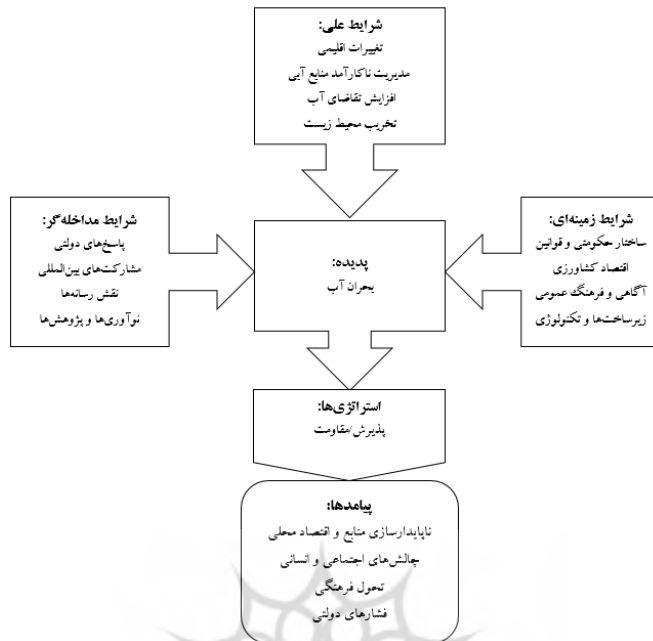 شرایط علی:
تغییرات اقلیمی
مدیریت ناکارآمد منابع آبی
افزایش تقاضای آب
تخریب محیط زیست
شرایط زمینه‌ای:
ساختار حکومتی و قوانین
اقتصاد کشاورزی
آگاهی و فرهنگ عمومی
زیرساخت‌ها و تکنولوژی
پدیده:
بحران آب
شرایط مداخله‌گر:
پاسخ‌های دولتی
مشارکت‌های بین‌المللی
نقش رسانه‌ها
نوآوری‌ها و پژوهش‌ها
استراتژی‌ها:
پذیرش/مقاومت
پیامدها:
ناپایدارسازی منابع و اقتصاد محلی
چالش‌های اجتماعی و انسانی
تحول فرهنگی
فشارهای دولتی